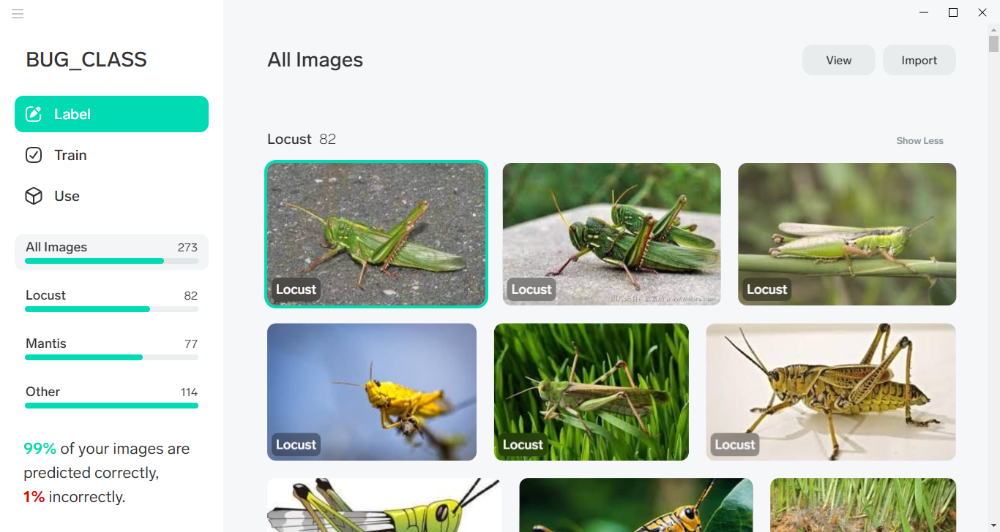 BUG_CLASS
Label
Train
Use
All Images 273
Locust 82
Mantis 77
Other 114
99% of your images are
predicted correctly,
1% incorrectly.
All Images
View
Import
Locust 82
Show Less
Locust
Locust
Locust
Locust
Locust
Locust